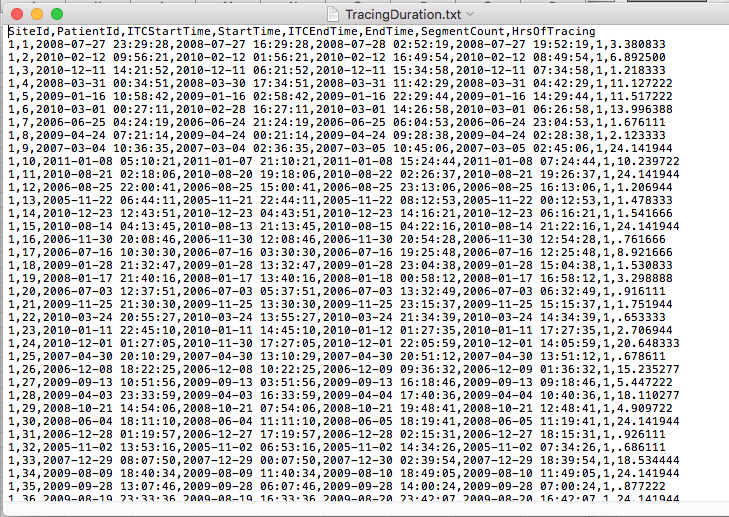 TracingDuration.txt
SiteId,PatientId,ITCStartTime,StartTime,ITCEndTime,EndTime,SegmentCount,HrsOfTracing
1,1,2008-07-27 23:29:28,2008-07-27 16:29:28,2008-07-28 02:52:19,2008-07-27 19:52:19,1,3.380833
1,2,2010-02-12 09:56:21,2010-02-12 01:56:21,2010-02-12 16:49:54,2010-02-12 08:49:54,1,6.892500
1,3,2010-12-11 14:21:52,2010-12-11 06:21:52,2010-12-11 15:34:58,2010-12-11 07:34:58,1,1.218333
1,4,2008-03-31 00:34:51,2008-03-30 17:34:51,2008-03-31 11:42:29,2008-03-31 04:42:29,1,11.127222
1,5,2009-01-16 10:58:42,2009-01-16 02:58:42,2009-01-16 22:29:44,2009-01-16 14:29:44,1,11.517222
1,6,2010-03-01 00:27:11,2010-02-28 16:27:11,2010-03-01 14:26:58,2010-03-01 06:26:58,1,13.996388
1,7,2006-06-25 04:24:19,2006-06-24 21:24:19,2006-06-25 06:04:53,2006-06-24 23:04:53,1,1.676111
1,8,2009-04-24 07:21:14,2009-04-24 00:21:14,2009-04-24 09:28:38,2009-04-24 02:28:38,1,2.123333
1,9,2007-03-04 10:36:35,2007-03-04 02:36:35,2007-03-05 10:45:06,2007-03-05 02:45:06,1,24.141944
1,10,2011-01-08 05:10:21,2011-01-07 21:10:21,2011-01-08 15:24:44,2011-01-08 07:24:44,1,10.239722
1,11,2010-08-21 02:18:06,2010-08-20 19:18:06,2010-08-22 02:26:37,2010-08-21 19:26:37,1,24.141944
1,12,2006-08-25 22:00:41,2006-08-25 15:00:41,2006-08-25 23:13:06,2006-08-25 16:13:06,1,1.206944
1,13,2005-11-22 06:44:11,2005-11-21 22:44:11,2005-11-22 08:12:53,2005-11-22 00:12:53,1,1.478333
1,14,2010-12-23 12:43:51,2010-12-23 04:43:51,2010-12-23 14:16:21,2010-12-23 06:16:21,1,1.541666
1,15,2010-08-14 04:13:45,2010-08-13 21:13:45,2010-08-15 04:22:16,2010-08-14 21:22:16,1,24.141944
1,16,2006-11-30 20:08:46,2006-11-30 12:08:46,2006-11-30 20:54:28,2006-11-30 12:54:28,1,.761666
1,17,2006-07-16 10:30:30,2006-07-16 03:30:30,2006-07-16 19:25:48,2006-07-16 12:25:48,1,8.921666
1,18,2009-01-28 21:32:47,2009-01-28 13:32:47,2009-01-28 23:04:38,2009-01-28 15:04:38,1,1.530833
1,19,2008-01-17 21:40:16,2008-01-17 13:40:16,2008-01-18 00:58:12,2008-01-17 16:58:12,1,3.298888
1,20,2006-07-03 12:37:51,2006-07-03 05:37:51,2006-07-03 13:32:49,2006-07-03 06:32:49,1,.916111
1,21,2009-11-25 21:30:30,2009-11-25 13:30:30,2009-11-25 23:15:37,2009-11-25 15:15:37,1,1.751944
1,22,2010-03-24 20:55:27,2010-03-24 13:55:27,2010-03-24 21:34:39,2010-03-24 14:34:39,1,.653333
1,23,2010-01-11 22:45:10,2010-01-11 14:45:10,2010-01-12 01:27:35,2010-01-11 17:27:35,1,2.706944
1,24,2010-12-01 01:27:05,2010-11-30 17:27:05,2010-12-01 22:05:59,2010-12-01 14:05:59,1,20.648333
1,25,2007-04-30 20:10:29,2007-04-30 13:10:29,2007-04-30 20:51:12,2007-04-30 13:51:12,1,.678611
1,26,2006-12-08 18:22:25,2006-12-08 10:22:25,2006-12-09 09:36:32,2006-12-09 01:36:32,1,15.235277
1,27,2009-09-13 10:51:56,2009-09-13 03:51:56,2009-09-13 16:18:46,2009-09-13 09:18:46,1,5.447222
1,28,2009-04-03 23:33:59,2009-04-03 16:33:59,2009-04-04 17:40:36,2009-04-04 10:40:36,1,18.110277
1,29,2008-10-21 14:54:06,2008-10-21 07:54:06,2008-10-21 19:48:41,2008-10-21 12:48:41,1,4.909722
1,30,2008-06-04 18:11:10,2008-06-04 11:11:10,2008-06-05 18:19:41,2008-06-05 11:19:41,1,24.141944
1,31,2006-12-28 01:19:57,2006-12-27 17:19:57,2006-12-28 02:15:31,2006-12-27 18:15:31,1,.926111
1,32,2005-11-02 13:53:16,2005-11-02 06:53:16,2005-11-02 14:34:26,2005-11-02 07:34:26,1,.686111
1,33,2007-12-29 08:07:50,2007-12-29 00:07:50,2007-12-30 02:39:54,2007-12-29 18:39:54,1,18.534444
1,34,2009-08-09 18:40:34,2009-08-09 11:40:34,2009-08-10 18:49:05,2009-08-10 11:49:05,1,24.141944
1,35,2009-09-28 13:07:46,2009-09-28 06:07:46,2009-09-28 14:00:24,2009-09-28 07:00:24,1,.877222
1,36,2009-08-19 23:33:36,2009-08-19 16:33:36,2009-08-20 23:42:07,2009-08-20 16:42:07,1,24.141944